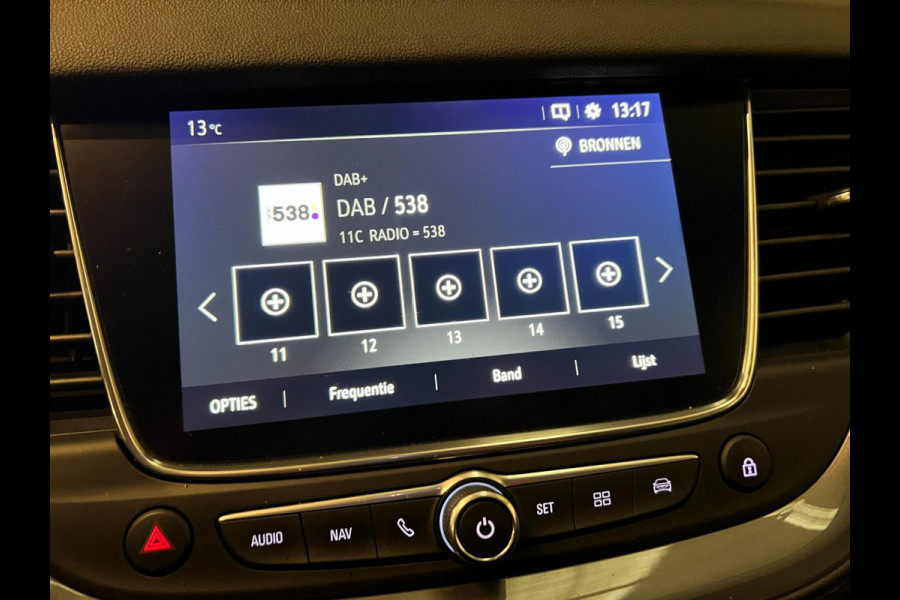 13°C 13:17
BRONNEN
DAB+
538 DAB / 538
11C RADIO = 538
11 12 13 14 15
OPTIES Frequentie Band Lijst
AUDIO NAV SET